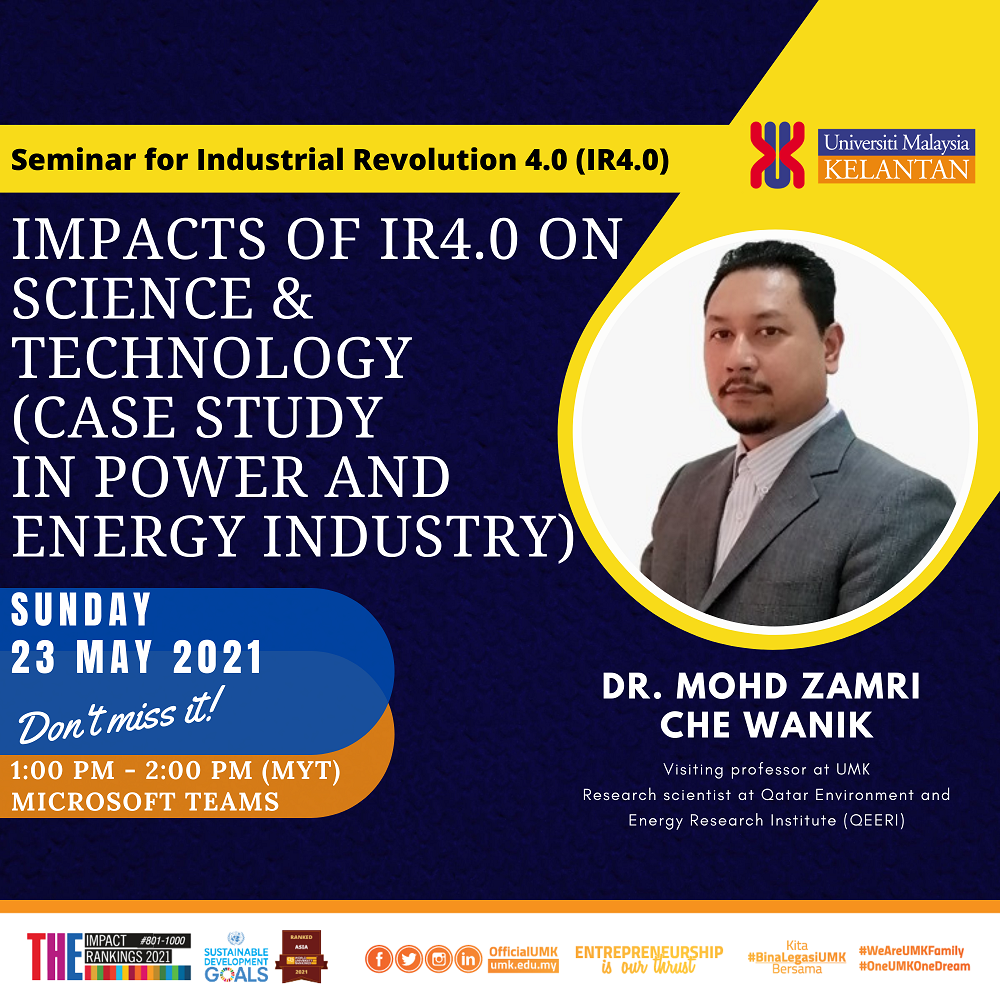 Seminar for Industrial Revolution 4.0 (IR4.0)
Universiti Malaysia
KELANTAN
IMPACTS OF IR4.0 ON
SCIENCE &
TECHNOLOGY
(CASE STUDY
IN POWER AND
ENERGY INDUSTRY)
SUNDAY
23 MAY 2021
Don't miss it!
1:00 PM - 2:00 PM (MYT)
MICROSOFT TEAMS
DR. MOHD ZAMRI
CHE WANIK
Visiting professor at UMK
Research scientist at Qatar Environment and
Energy Research Institute (QEERI)
THE IMPACT #801-1000
RANKINGS 2021
SUSTAINABLE
DEVELOPMENT
GOALS
RANKED
ASIA
2021
OfficialUMK
umk.edu.my
ENTREPRENEURSHIP
is our thrust
Kita
#BinaLegasiUMK
Bersama
#WeAreUMKFamily
#OneUMKOneDream